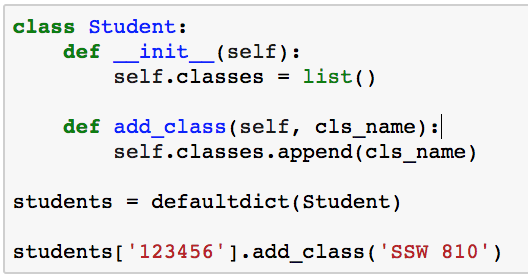 class Student:
    def __init__(self):
        self.classes = list()

    def add_class(self, cls_name):
        self.classes.append(cls_name)

students = defaultdict(Student)

students['123456'].add_class('SSW 810')